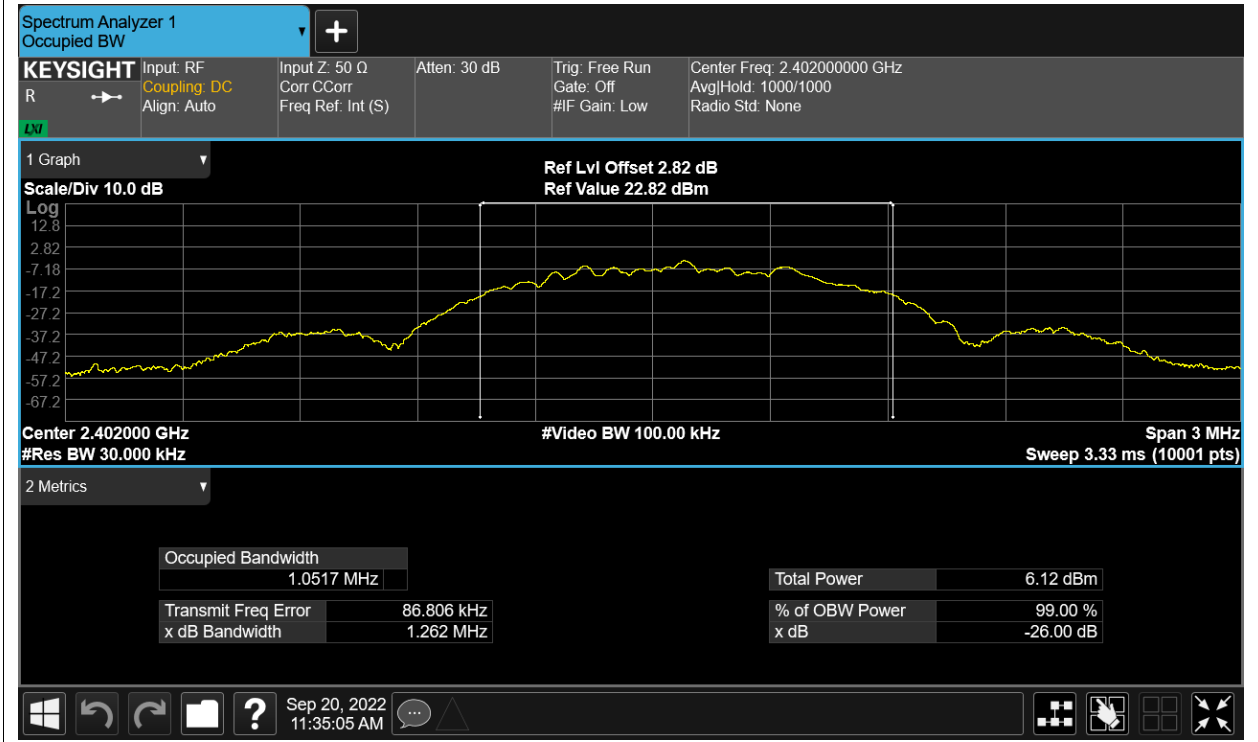 Spectrum Analyzer 1
Occupied BW
KEYSIGHT
R
LXI
Input: RF
Coupling: DC
Align: Auto
Input Z: 50 Ω
Corr CCorr
Freq Ref: Int (S)
Atten: 30 dB
Trig: Free Run
Gate: Off
#IF Gain: Low
Center Freq: 2.402000000 GHz
Avg|Hold: 1000/1000
Radio Std: None
1 Graph
Scale/Div 10.0 dB
Ref Lvl Offset 2.82 dB
Ref Value 22.82 dBm
Log
12.8
2.82
-7.18
-17.2
-27.2
-37.2
-47.2
-57.2
-67.2
Center 2.402000 GHz
#Res BW 30.000 kHz
#Video BW 100.00 kHz
Span 3 MHz
Sweep 3.33 ms (10001 pts)
2 Metrics
Occupied Bandwidth
1.0517 MHz
Total Power 6.12 dBm
Transmit Freq Error 86.806 kHz
% of OBW Power 99.00 %
x dB Bandwidth 1.262 MHz
x dB -26.00 dB
?
Sep 20, 2022
11:35:05 AM